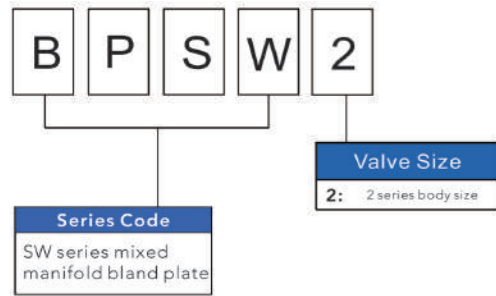 B P S W 2
Valve Size
2: 2 series body size
Series Code
SW series mixed
manifold bland plate